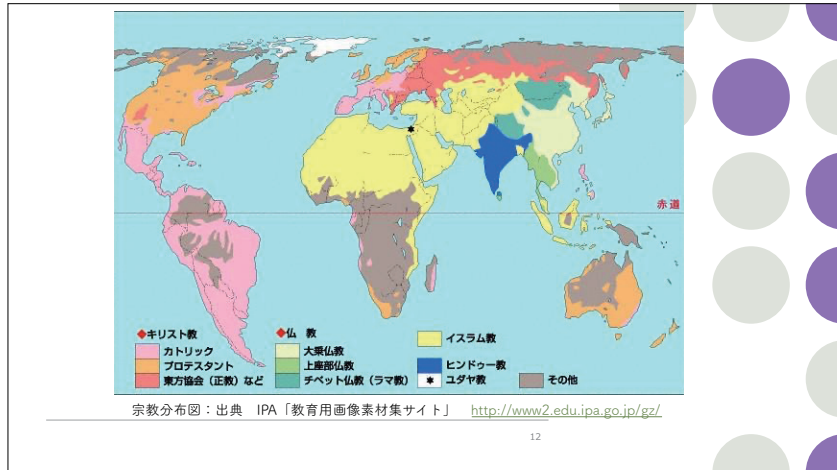 赤道
◆キリスト教
カトリック
プロテスタント
東方協会（正教）など
◆仏　教
大乗仏教
上座部仏教
チベット仏教（ラマ教）
イスラム教
ヒンドゥー教
ユダヤ教
その他
宗教分布図：出典　IPA「教育用画像素材集サイト」　http://www2.edu.ipa.go.jp/gz/
12